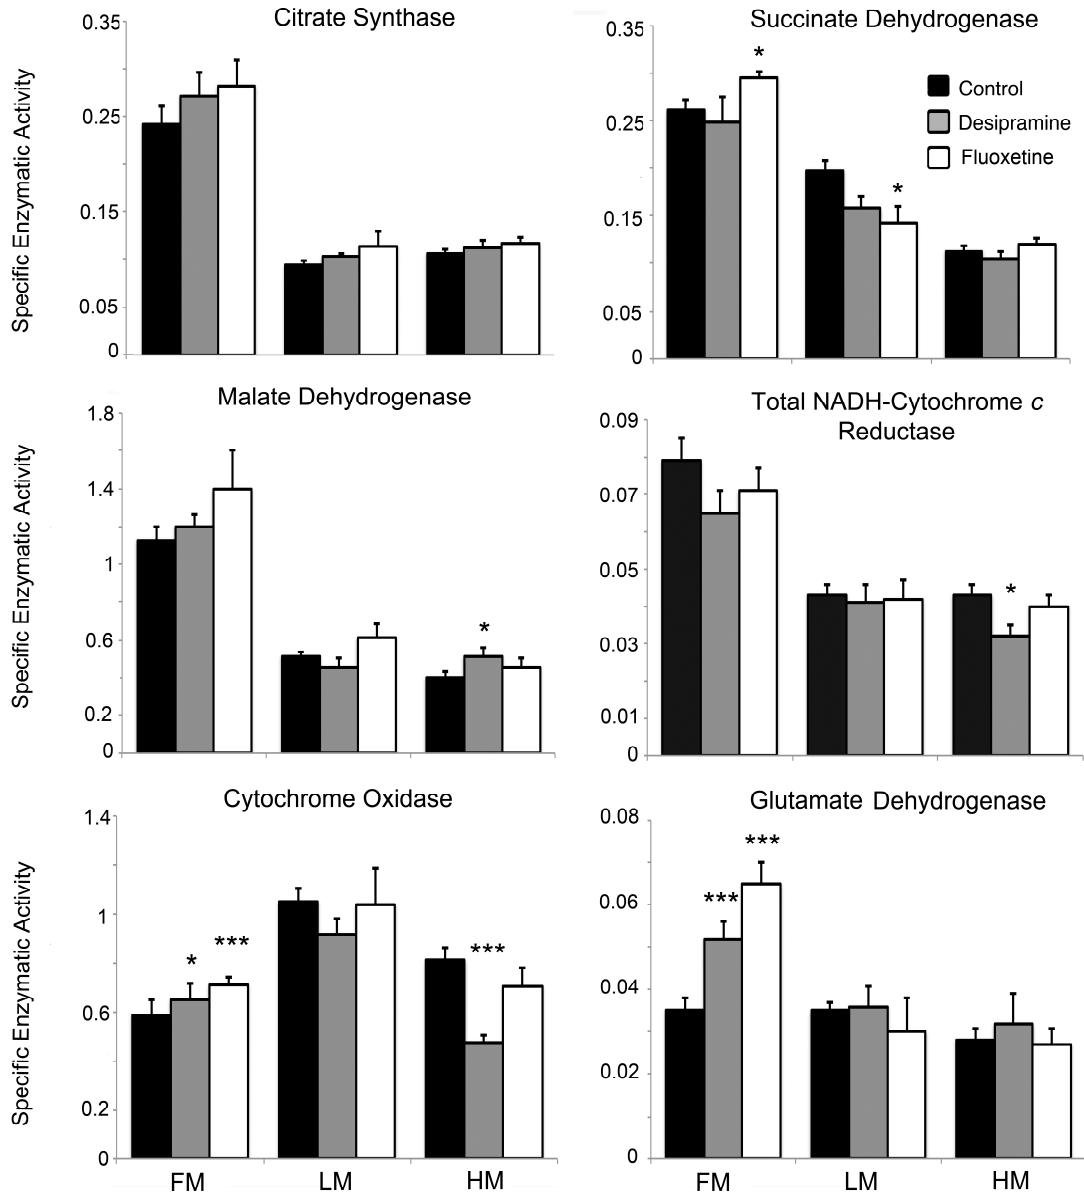 Citrate Synthase
Specific Enzymatic Activity
0.35
0.25
0.15
0.05
0
Succinate Dehydrogenase
0.35
0.25
0.15
0.05
0
*
*
Control
Desipramine
Fluoxetine
Malate Dehydrogenase
Specific Enzymatic Activity
1.8
1.4
1
0.6
0.2
0
*
Total NADH-Cytochrome c
Reductase
0.09
0.07
0.05
0.03
0.01
0
*
Cytochrome Oxidase
Specific Enzymatic Activity
1.4
1
0.6
0.2
0
*
***
***
FM LM HM
Glutamate Dehydrogenase
0.08
0.06
0.04
0.02
0
***
***
FM LM HM